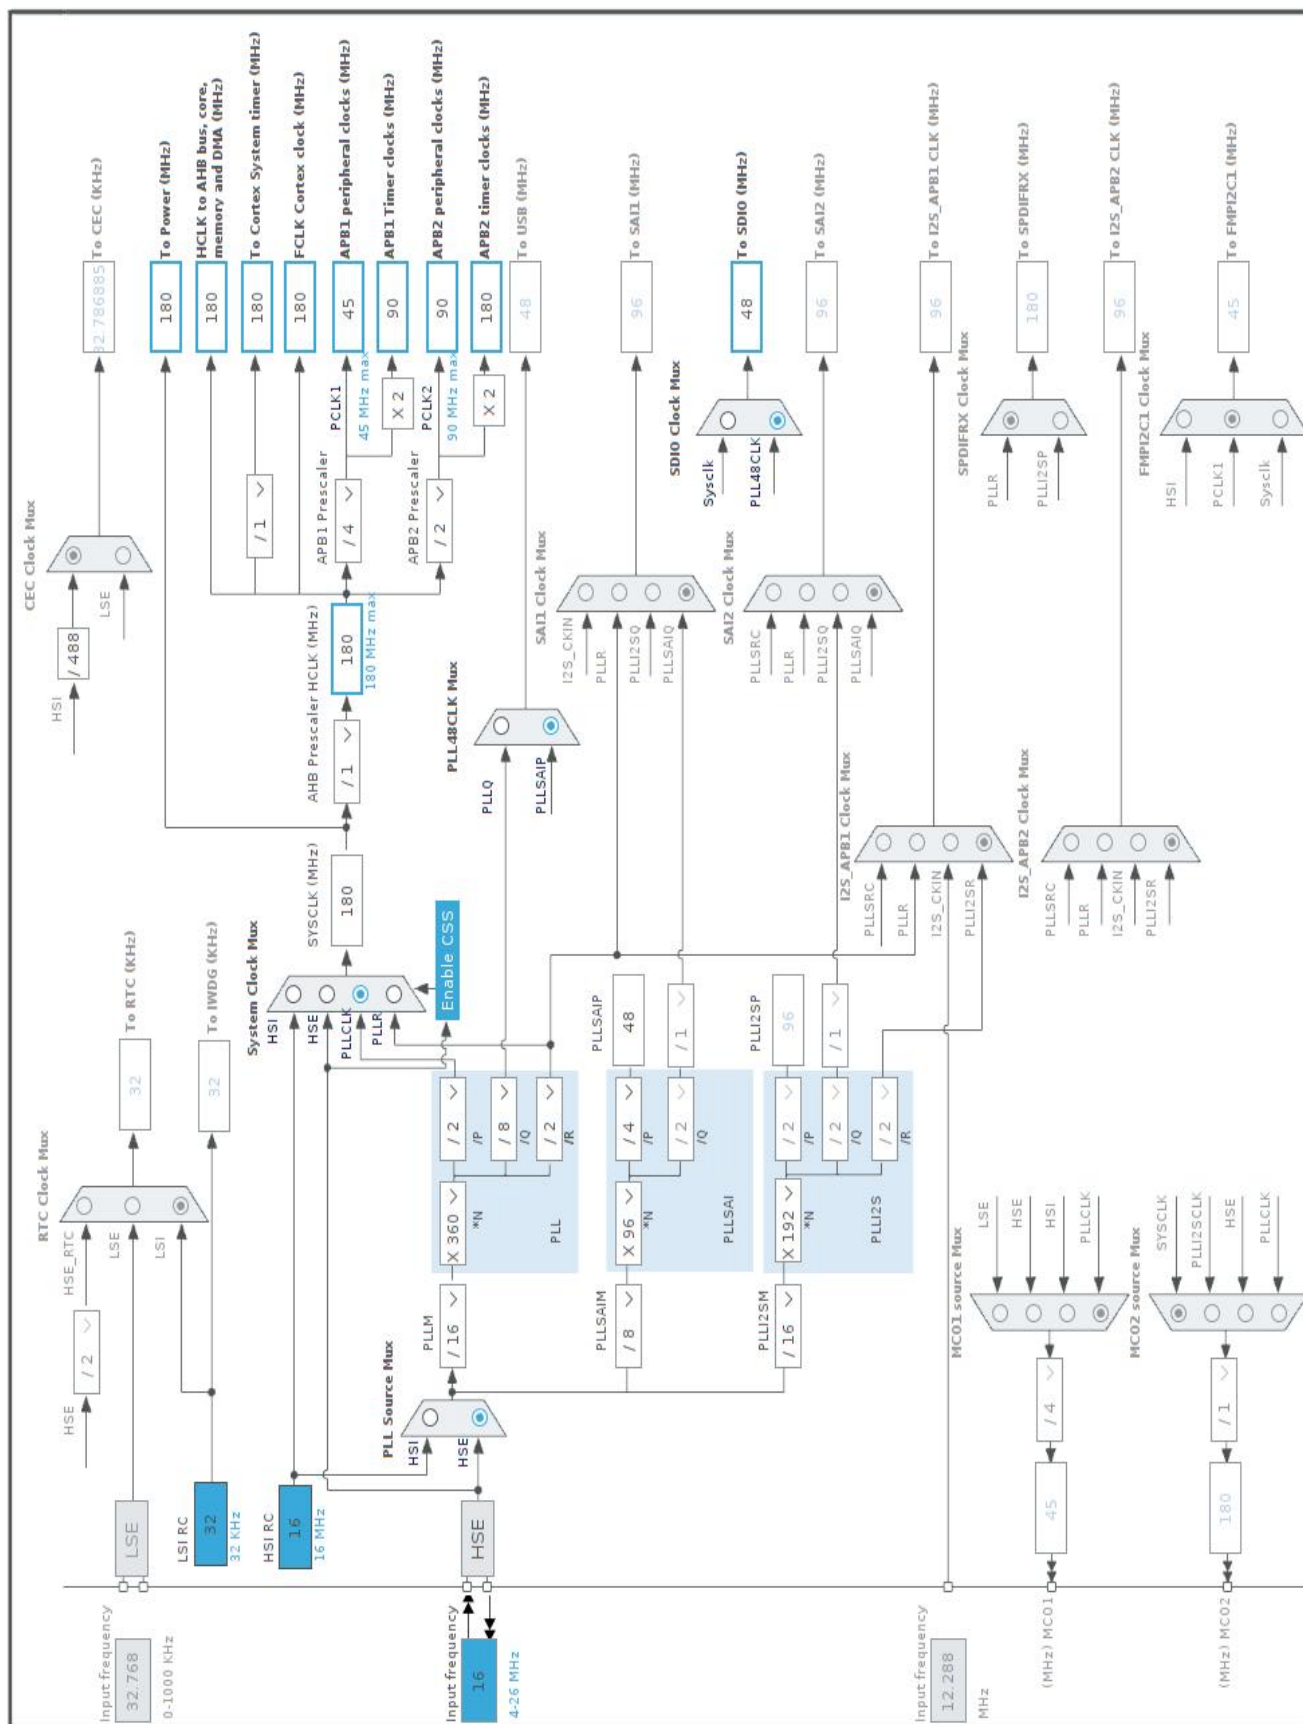 Input frequency
32.768
0-1000 KHz
LSE
HSE
/ 2
HSE_RTC
LSE
LSI
RTC Clock Mux
32
To RTC (KHz)
LSI RC
32
32 KHz
32
To IWDG (KHz)
HSI
/ 488
LSE
CEC Clock Mux
32.786885
To CEC (KHz)
HSI RC
16
16 MHz
Input frequency
16
4-26 MHz
HSE
PLL Source Mux
HSI
HSE
System Clock Mux
HSI
HSE
PLLCLK
PLLR
Enable CSS
SYSCLK (MHz)
180
AHB Prescaler
/ 1
HCLK (MHz)
180
180 MHz max
180
To Power (MHz)
180
HCLK to AHB bus, core,
memory and DMA (MHz)
/ 1
180
To Cortex System timer (MHz)
180
FCLK Cortex clock (MHz)
APB1 Prescaler
/ 4
PCLK1
45 MHz max
45
APB1 peripheral clocks (MHz)
X 2
90
APB1 Timer clocks (MHz)
APB2 Prescaler
/ 2
PCLK2
90 MHz max
90
APB2 peripheral clocks (MHz)
X 2
180
APB2 timer clocks (MHz)
PLLM
/ 16
X 360
*N
/ 2
/P
/ 8
/Q
/ 2
/R
PLL
PLL48CLK Mux
PLLQ
PLLSAIP
48
To USB (MHz)
PLLSAIM
/ 8
X 96
*N
/ 4
/P
/ 2
/Q
PLLSAI
PLLSAIP
48
/ 1
SAI1 Clock Mux
I2S_CKIN
PLLR
PLLI2SQ
PLLSAIQ
96
To SAI1 (MHz)
SDIO Clock Mux
Sysclk
PLL48CLK
48
To SDIO (MHz)
PLLI2SM
/ 16
X 192
*N
/ 2
/P
/ 2
/Q
/ 2
/R
PLLI2S
PLLI2SP
96
/ 1
SAI2 Clock Mux
PLLSRC
PLLR
PLLI2SQ
PLLSAIQ
96
To SAI2 (MHz)
Input frequency
12.288
MHz
I2S_APB1 Clock Mux
PLLSRC
PLLR
I2S_CKIN
PLLI2SR
96
To I2S_APB1 CLK (MHz)
SPDIFRX Clock Mux
PLLR
PLLI2SP
180
To SPDIFRX (MHz)
I2S_APB2 Clock Mux
PLLSRC
PLLR
I2S_CKIN
PLLI2SR
96
To I2S_APB2 CLK (MHz)
FMPI2C1 Clock Mux
HSI
PCLK1
Sysclk
45
To FMPI2C1 (MHz)
MCO1 source Mux
LSE
HSE
HSI
PLLCLK
/ 4
45
(MHz) MCO1
MCO2 source Mux
SYSCLK
PLLI2SCLK
HSE
PLLCLK
/ 1
180
(MHz) MCO2